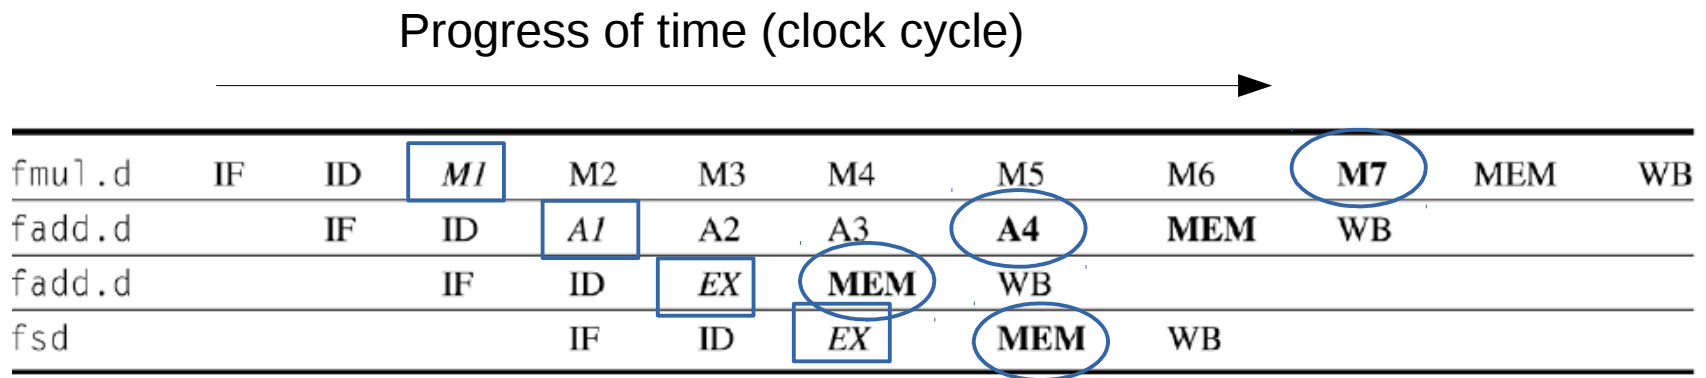 Progress of time (clock cycle)
fmul.d IF ID M1 M2 M3 M4 M5 M6 M7 MEM WB
fadd.d IF ID A1 A2 A3 A4 MEM WB
fadd.d IF ID EX MEM WB
fsd IF ID EX MEM WB